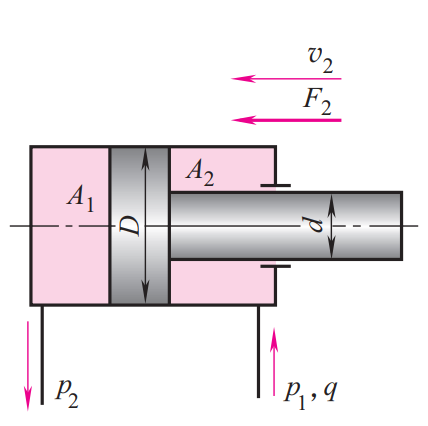 v₂
F₂
A₁
A₂
D
d
p₂
p₁, q